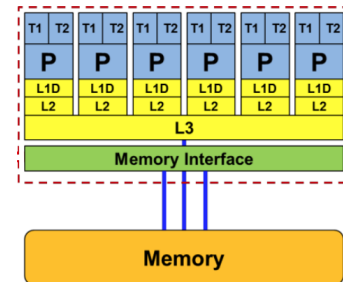 T1 T2 T1 T2 T1 T2 T1 T2 T1 T2 T1 T2
P P P P P P
L1D L1D L1D L1D L1D L1D
L2 L2 L2 L2 L2 L2
L3
Memory Interface
Memory